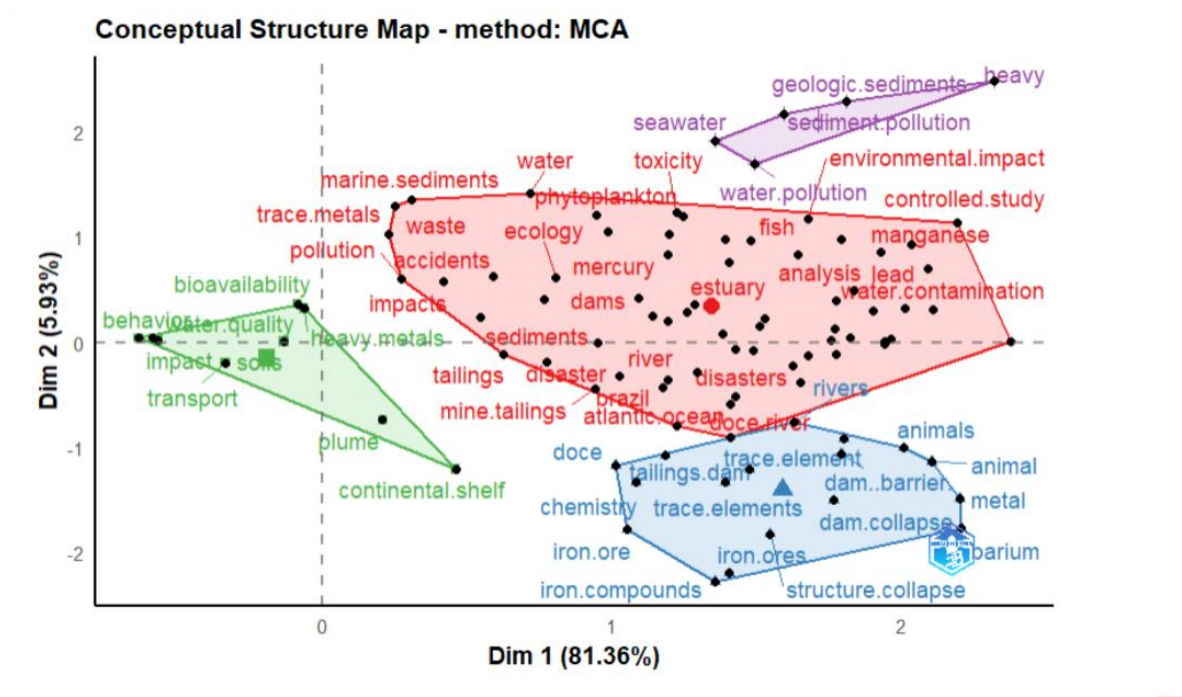 Conceptual Structure Map - method: MCA
heavy
geologic.sediments
seawater
sediment.pollution
water
toxicity
environmental.impact
marine.sediments
water.pollution
phytoplankton
controlled.study
trace.metals
waste
ecology
fish
manganese
pollution
accidents
mercury
analysis
lead
bioavailability
estuary
water.contamination
impacts
dams
behavior
water.quality
heavy.metals
sediments
impact
soils
river
tailings
disaster
disasters
rivers
transport
mine.tailings
brazil
atlantic.ocean
doce.river
plume
animals
doce
trace.element
animal
tailings.dam
dam..barrier.
continental.shelf
metal
chemistry
trace.elements
dam.collapse
iron.ore
iron.ores
barium
iron.compounds
structure.collapse
Dim 2 (5.93%)
2
1
0
-1
-2
0
1
2
Dim 1 (81.36%)